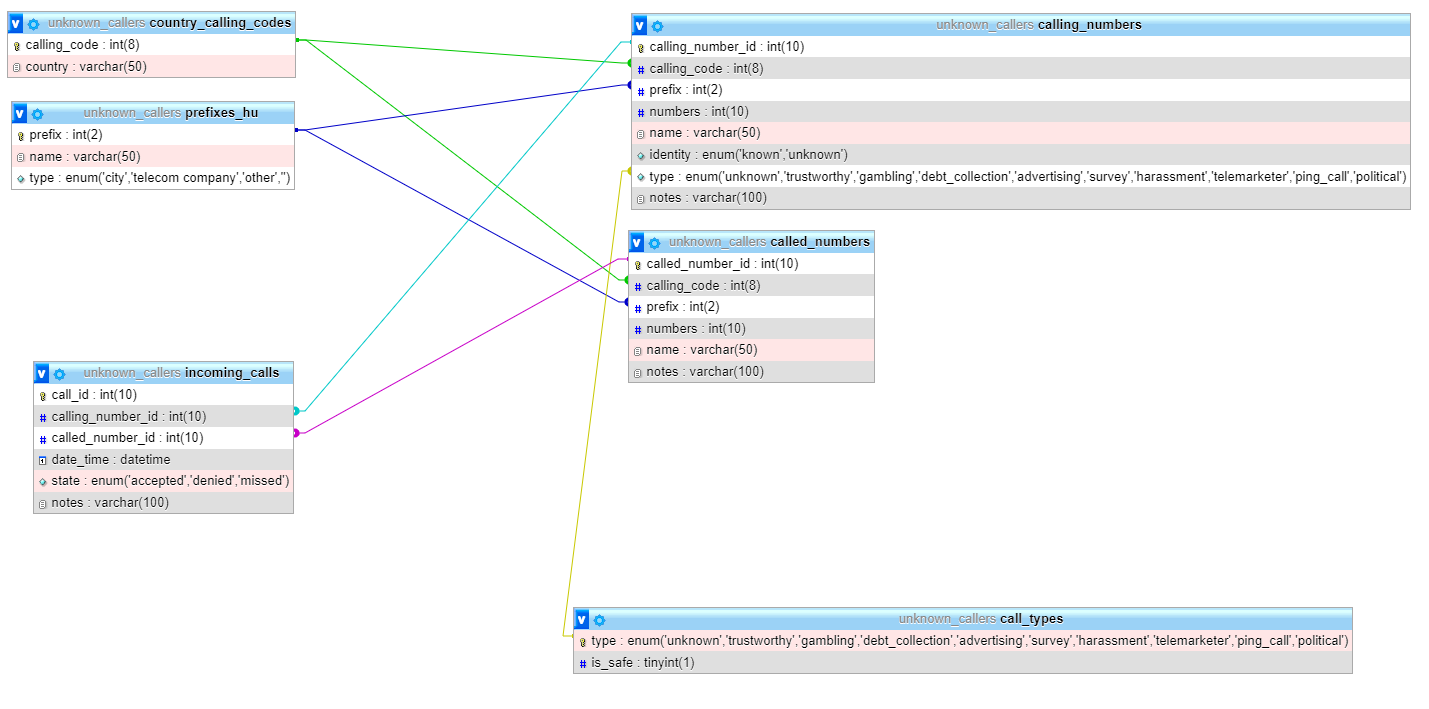 v unknown_callers country_calling_codes
calling_code : int(8)
country : varchar(50)
v unknown_callers prefixes_hu
prefix : int(2)
name : varchar(50)
type : enum('city','telecom company','other','')
v unknown_callers incoming_calls
call_id : int(10)
# calling_number_id : int(10)
# called_number_id : int(10)
date_time : datetime
state : enum('accepted','denied','missed')
notes : varchar(100)
v unknown_callers calling_numbers
calling_number_id : int(10)
# calling_code : int(8)
# prefix : int(2)
# numbers : int(10)
name : varchar(50)
identity : enum('known','unknown')
type : enum('unknown','trustworthy','gambling','debt_collection','advertising','survey','harassment','telemarketer','ping_call','political')
notes : varchar(100)
v unknown_callers called_numbers
called_number_id : int(10)
# calling_code : int(8)
# prefix : int(2)
# numbers : int(10)
name : varchar(50)
notes : varchar(100)
v unknown_callers call_types
type : enum('unknown','trustworthy','gambling','debt_collection','advertising','survey','harassment','telemarketer','ping_call','political')
# is_safe : tinyint(1)